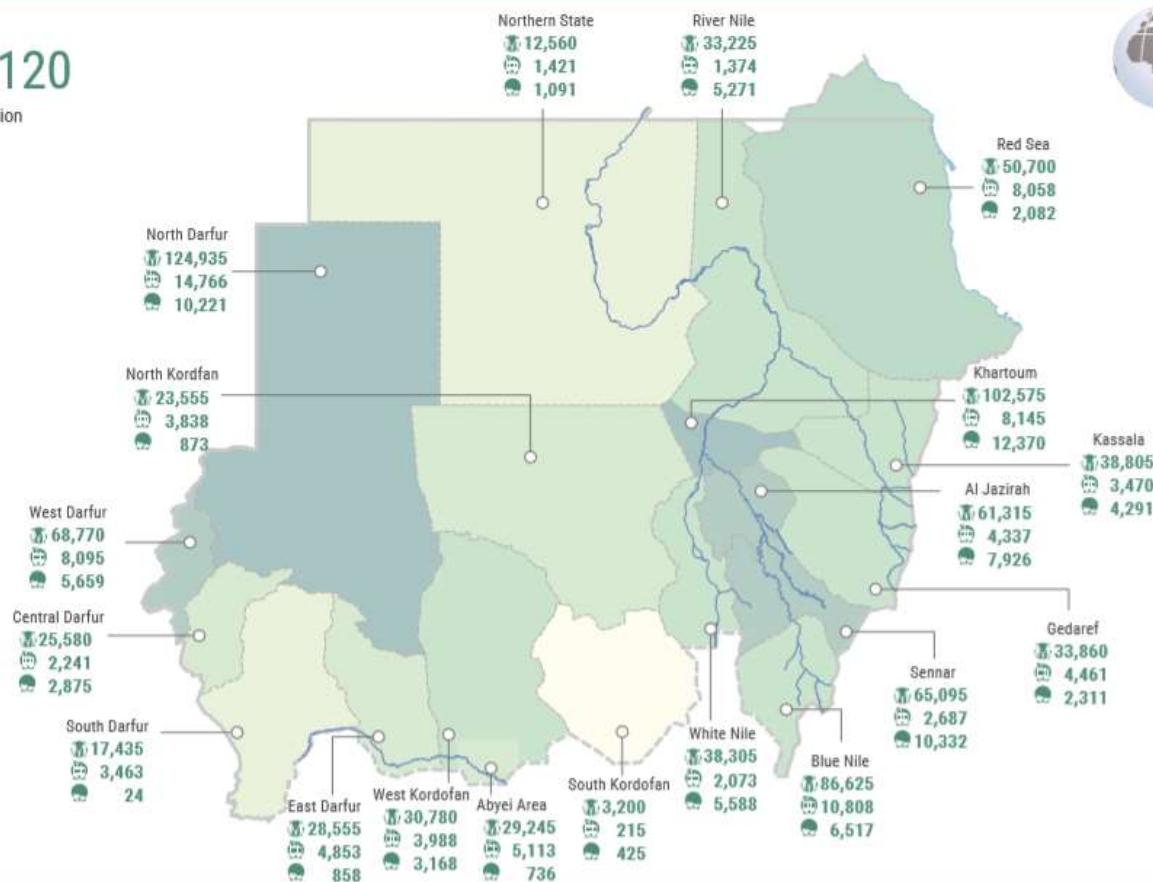 120
ion
Northern State
12,560
1,421
1,091
River Nile
33,225
1,374
5,271
Red Sea
50,700
8,058
2,082
North Darfur
124,935
14,766
10,221
North Kordfan
23,555
3,838
873
Khartoum
102,575
8,145
12,370
Kassala
38,805
3,470
4,291
Al Jazirah
61,315
4,337
7,926
West Darfur
68,770
8,095
5,659
Central Darfur
25,580
2,241
2,875
Gedaref
33,860
4,461
2,311
Sennar
65,095
2,687
10,332
South Darfur
17,435
3,463
24
White Nile
38,305
2,073
5,588
Blue Nile
86,625
10,808
6,517
East Darfur
28,555
4,853
858
West Kordofan
30,780
3,988
3,168
Abyei Area
29,245
5,113
736
South Kordofan
3,200
215
425